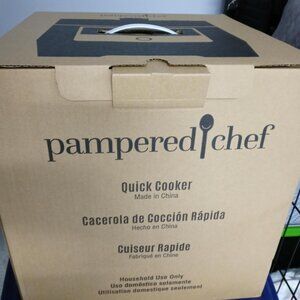 pampered chef
Quick Cooker
Made in China
Cacerola de Cocción Rápida
Hecho en China
Cuiseur Rapide
Fabriqué en China
Household Use Only
Uso doméstico solamente
Utilisation domestique seulement